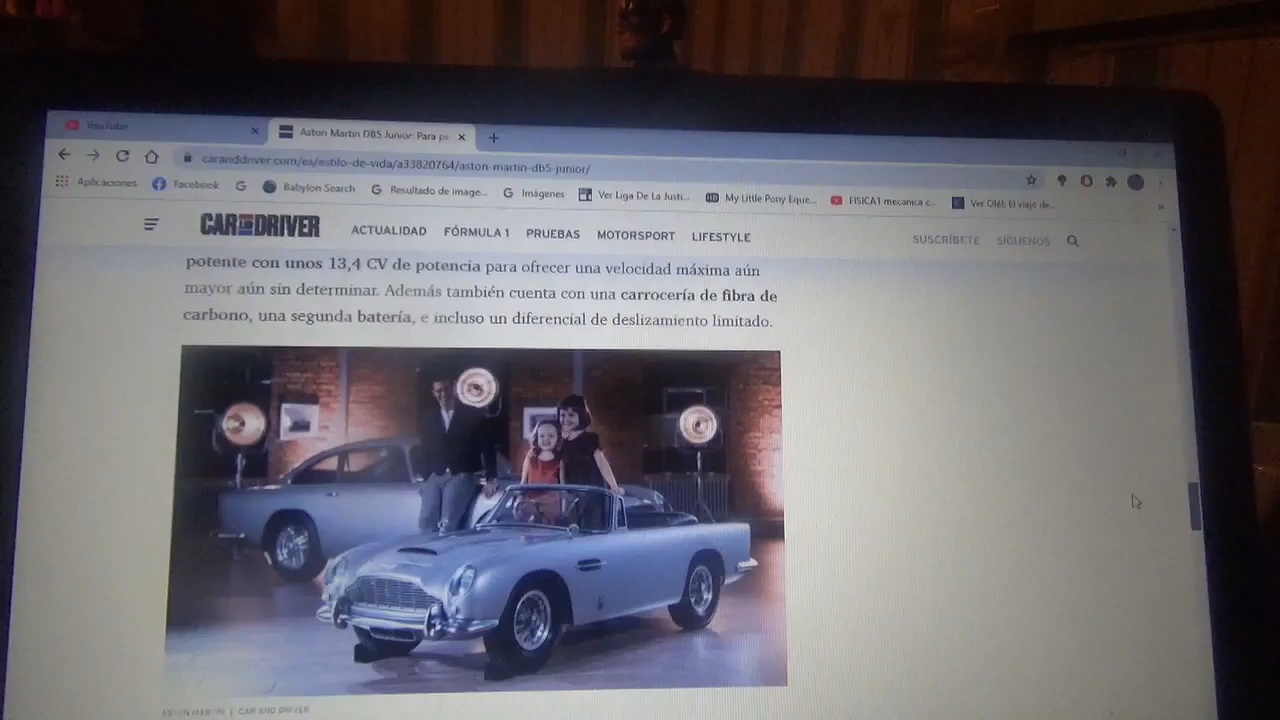 YouTube
Aston Martin DB5 Junior: Para pe
caranddriver.com/es/estilo-de-vida/a33820764/aston-martin-db5-junior/
Aplicaciones Facebook Babylon Search Resultado de image... Imágenes Ver Liga De La Justi... My Little Pony Eque... FISICA1 mecanica c... Ver Olé! El viaje de...
CAR AND DRIVER ACTUALIDAD FÓRMULA 1 PRUEBAS MOTORSPORT LIFESTYLE SUSCRÍBETE SÍGUENOS
potente con unos 13,4 CV de potencia para ofrecer una velocidad máxima aún
mayor aún sin determinar. Además también cuenta con una carrocería de fibra de
carbono, una segunda batería, e incluso un diferencial de deslizamiento limitado.
ASTON MARTIN | CAR AND DRIVER